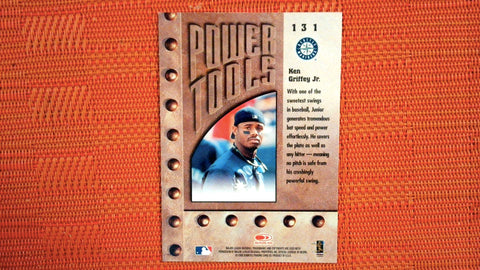 131
POWER
TOOLS
Ken
Griffey Jr.
With one of the
sweetest swings
in baseball, Junior
generates tremendous
bat speed and power
effortlessly. He covers
the plate as well as
any hitter — meaning
no pitch is safe from
his crushingly
powerful swing.